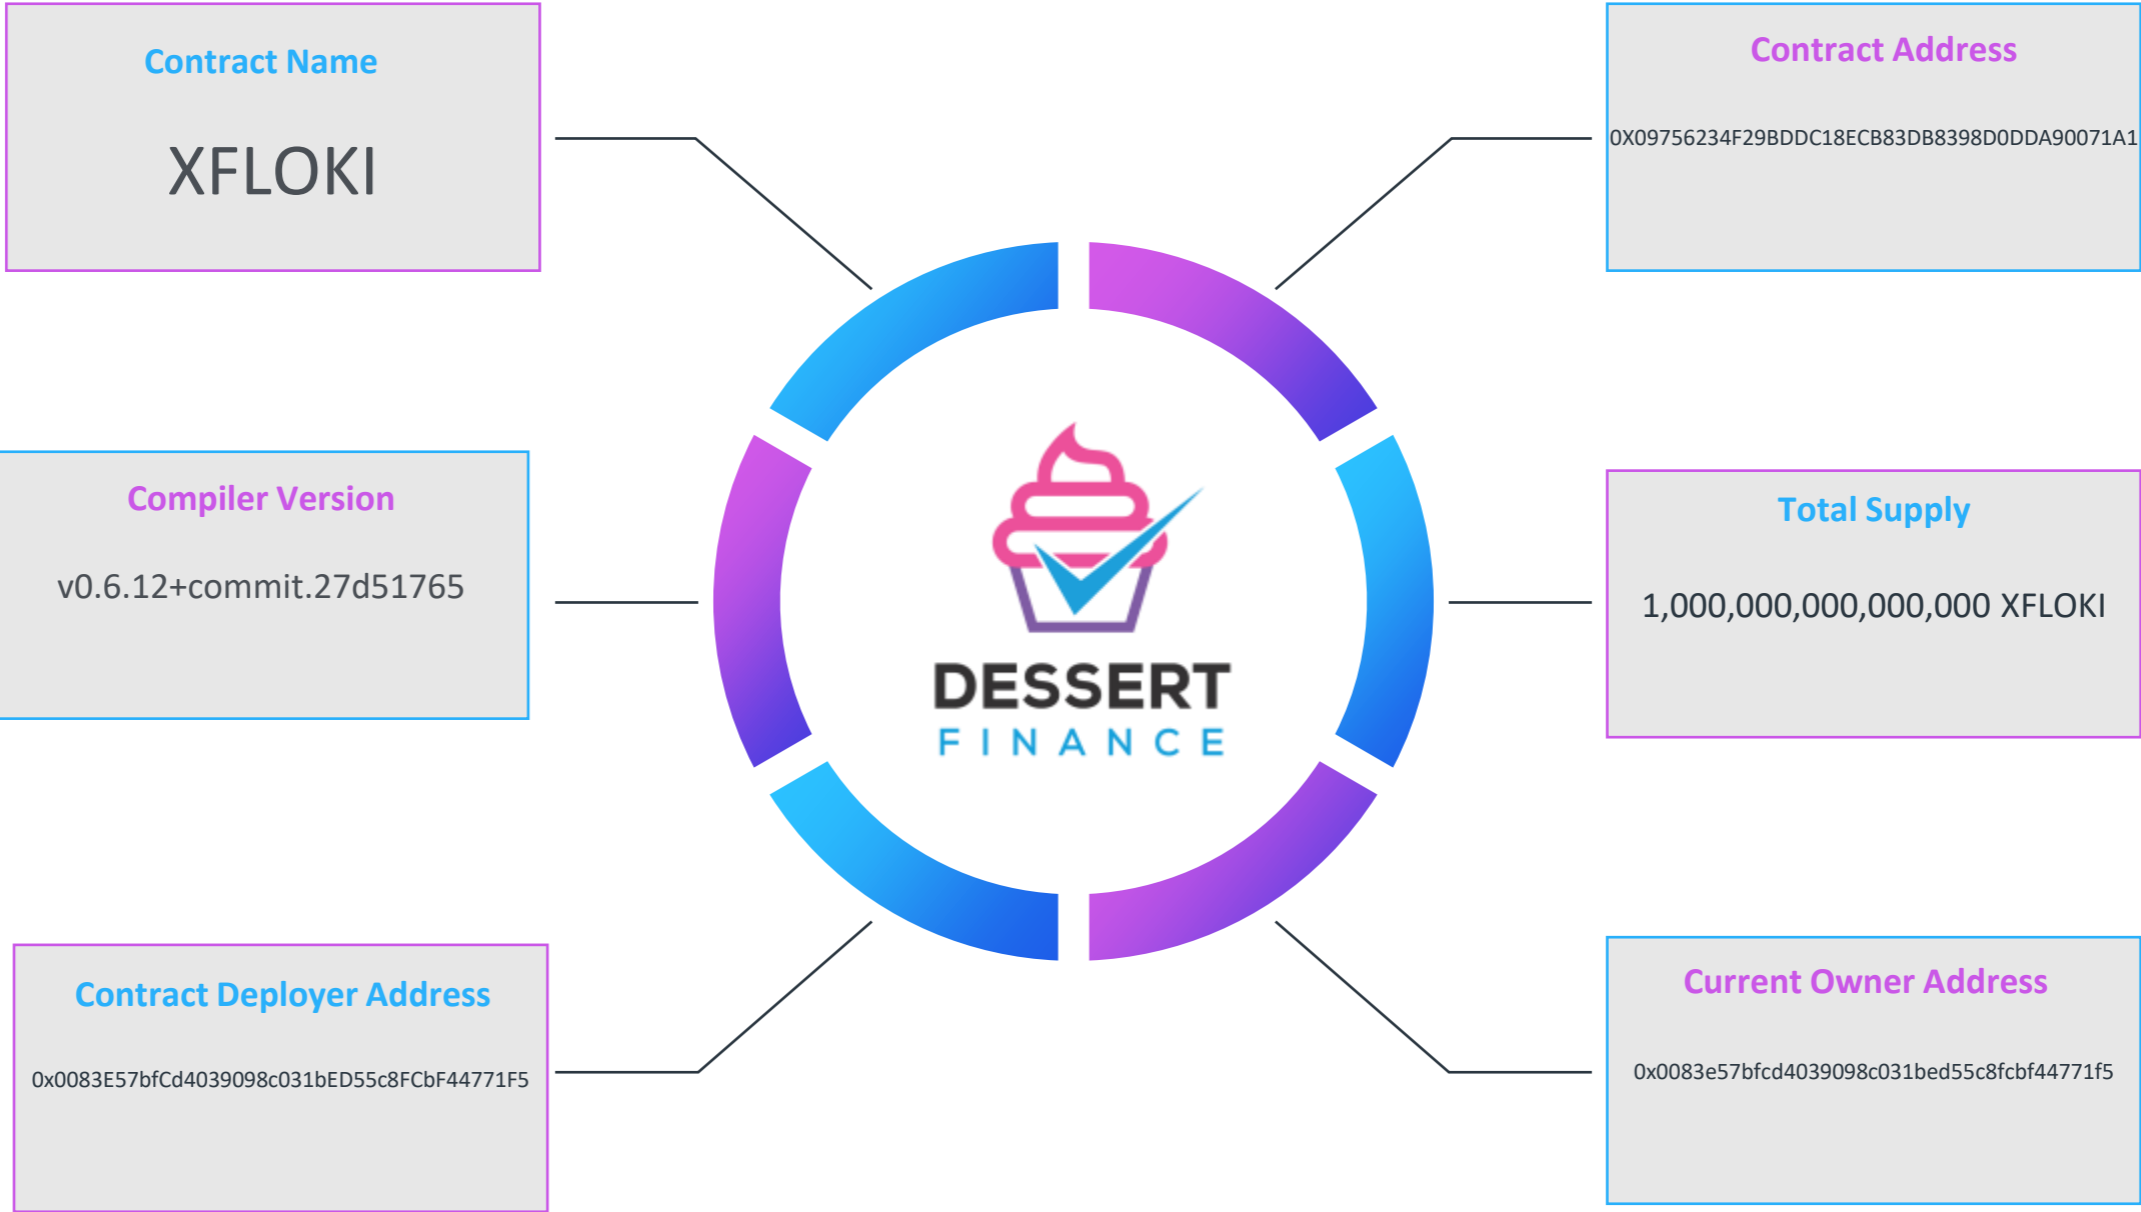 Contract Name
XFLOKI
Contract Address
0X09756234F29BDDC18ECB83DB8398D0DDA90071A1
Compiler Version
v0.6.12+commit.27d51765
Total Supply
1,000,000,000,000,000 XFLOKI
DESSERT
FINANCE
Contract Deployer Address
0x0083E57bfCd4039098c031bED55c8FCbF44771F5
Current Owner Address
0x0083e57bfcd4039098c031bed55c8fcbf44771f5